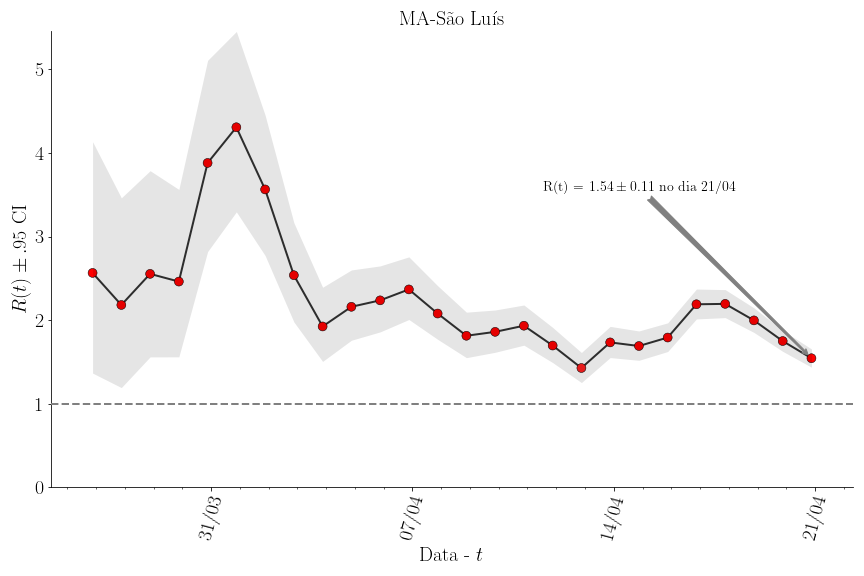 MA-São Luís
R(t) ± .95 CI
5
4
3
2
1
0
R(t) = 1.54 ± 0.11 no dia 21/04
31/03
07/04
14/04
21/04
Data - t